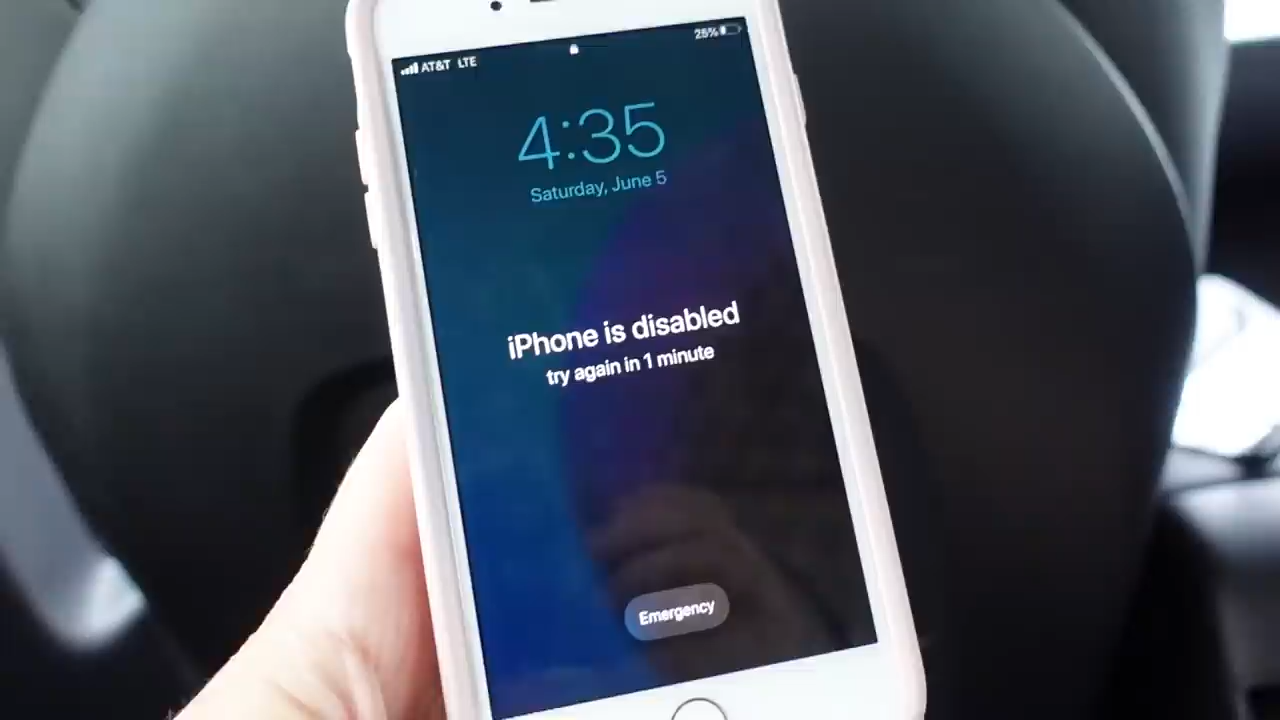 AT&T LTE 25%
4:35
Saturday, June 5
iPhone is disabled
try again in 1 minute
Emergency